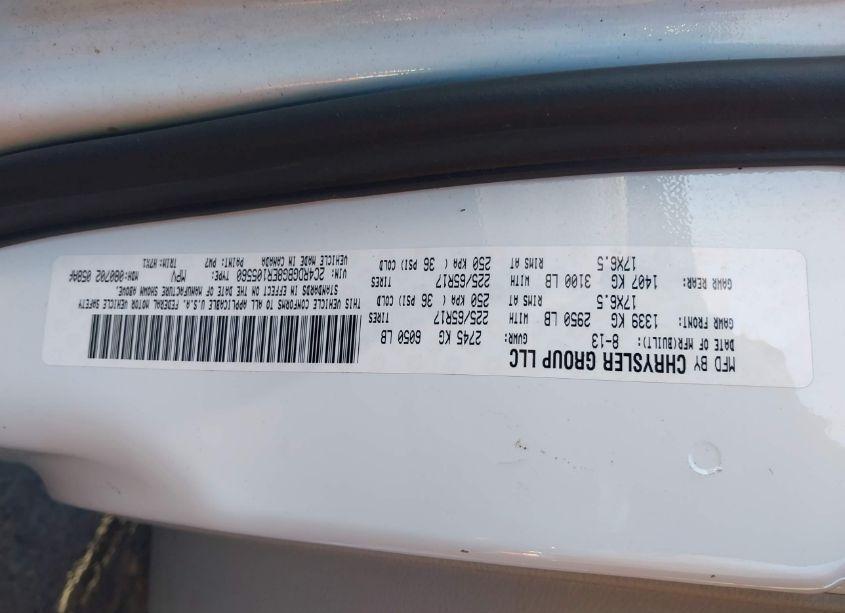 MFD BY CHRYSLER GROUP LLC
DATE OF MFR(BUILT): 8-13 GVWR: 2745 KG 6050 LB
GAWR FRONT: 1339 KG 2950 LB WITH 225/65R17 TIRES
17X6.5 RIMS AT 250 KPA( 36 PSI) COLD
GAWR REAR: 1407 KG 3100 LB WITH 225/65R17 TIRES
17X6.5 RIMS AT 250 KPA( 36 PSI) COLD
THIS VEHICLE CONFORMS TO ALL APPLICABLE U.S.A. FEDERAL MOTOR VEHICLE SAFETY
STANDARDS IN EFFECT ON THE DATE OF MANUFACTURE SHOWN ABOVE.
VIN: 2C4RDGBG8ER105560 TYPE: MPV MDH:080702
VEHICLE MADE IN CANADA PAINT: PW7 TRIM:H7X1